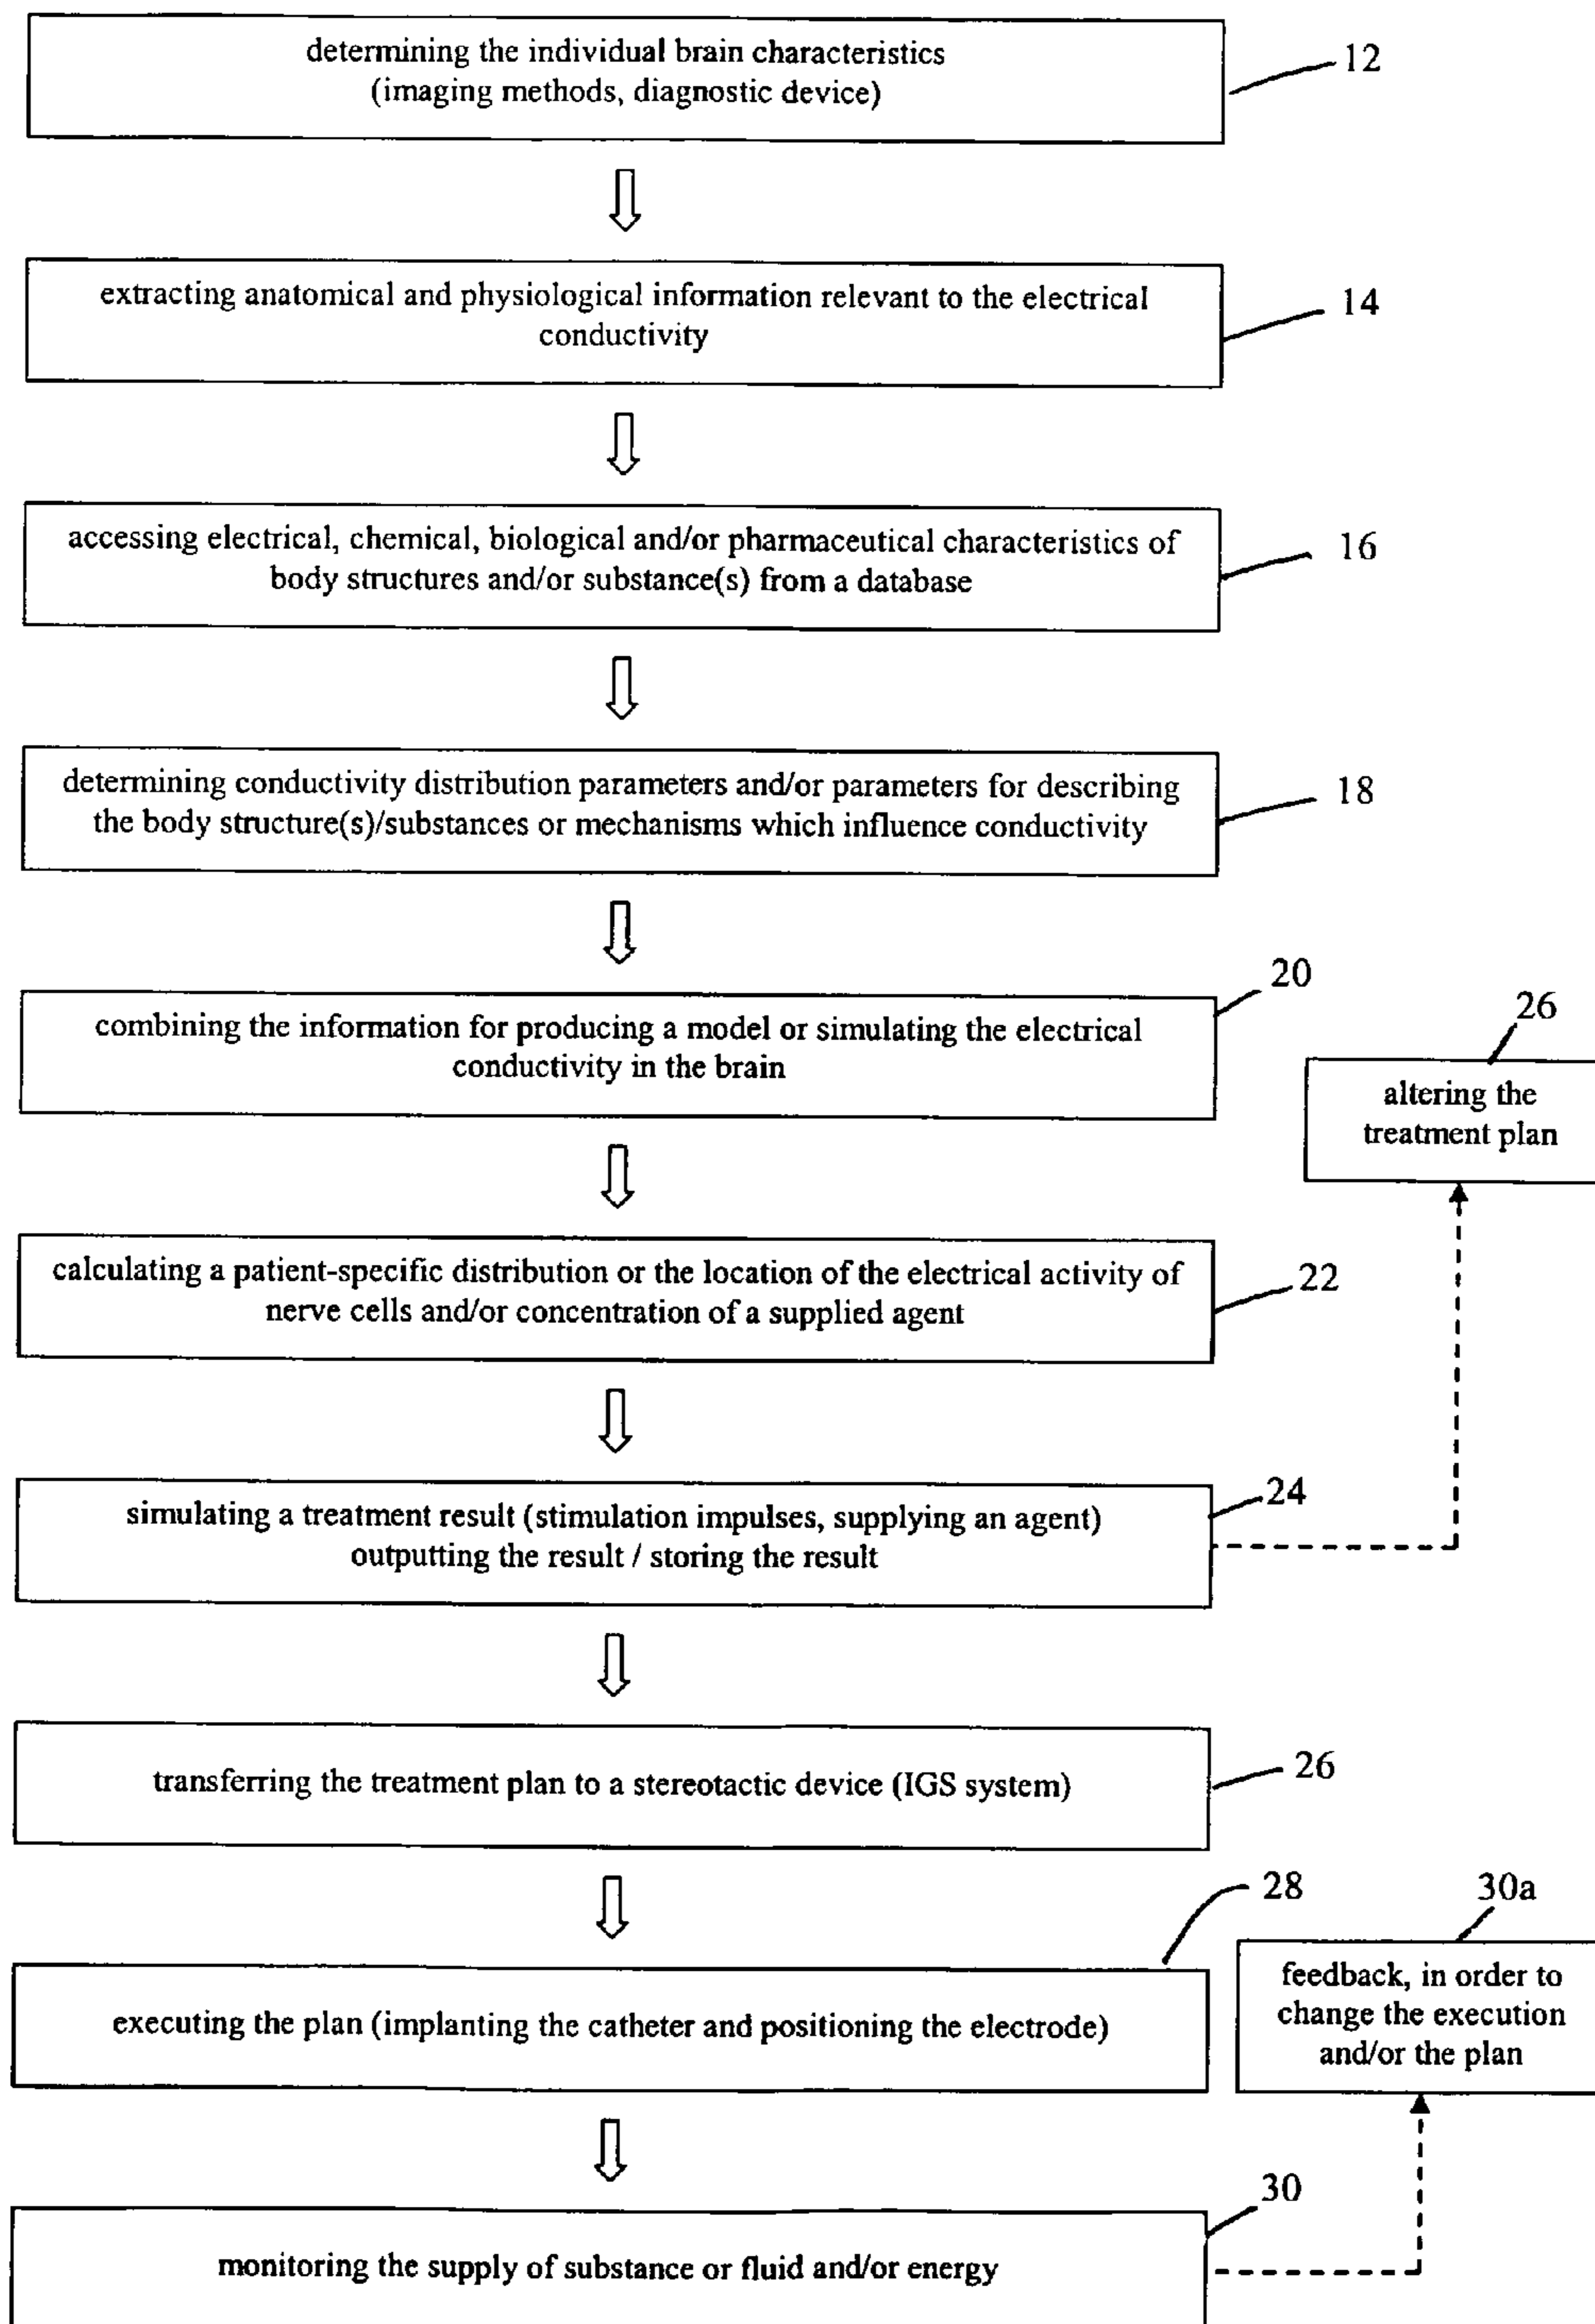 determining the individual brain characteristics
(imaging methods, diagnostic device)
12
extracting anatomical and physiological information relevant to the electrical
conductivity
14
accessing electrical, chemical, biological and/or pharmaceutical characteristics of
body structures and/or substance(s) from a database
16
determining conductivity distribution parameters and/or parameters for describing
the body structure(s)/substances or mechanisms which influence conductivity
18
combining the information for producing a model or simulating the electrical
conductivity in the brain
20
26
altering the
treatment plan
calculating a patient-specific distribution or the location of the electrical activity of
nerve cells and/or concentration of a supplied agent
22
simulating a treatment result (stimulation impulses, supplying an agent)
outputting the result / storing the result
24
transferring the treatment plan to a stereotactic device (IGS system)
26
executing the plan (implanting the catheter and positioning the electrode)
28
30a
feedback, in order to
change the execution
and/or the plan
monitoring the supply of substance or fluid and/or energy
30